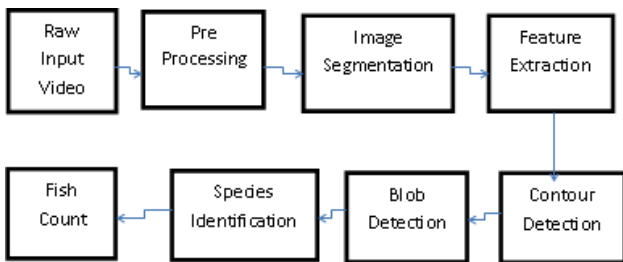 Raw
Input
Video
Pre
Processing
Image
Segmentation
Feature
Extraction
Contour
Detection
Blob
Detection
Species
Identification
Fish
Count